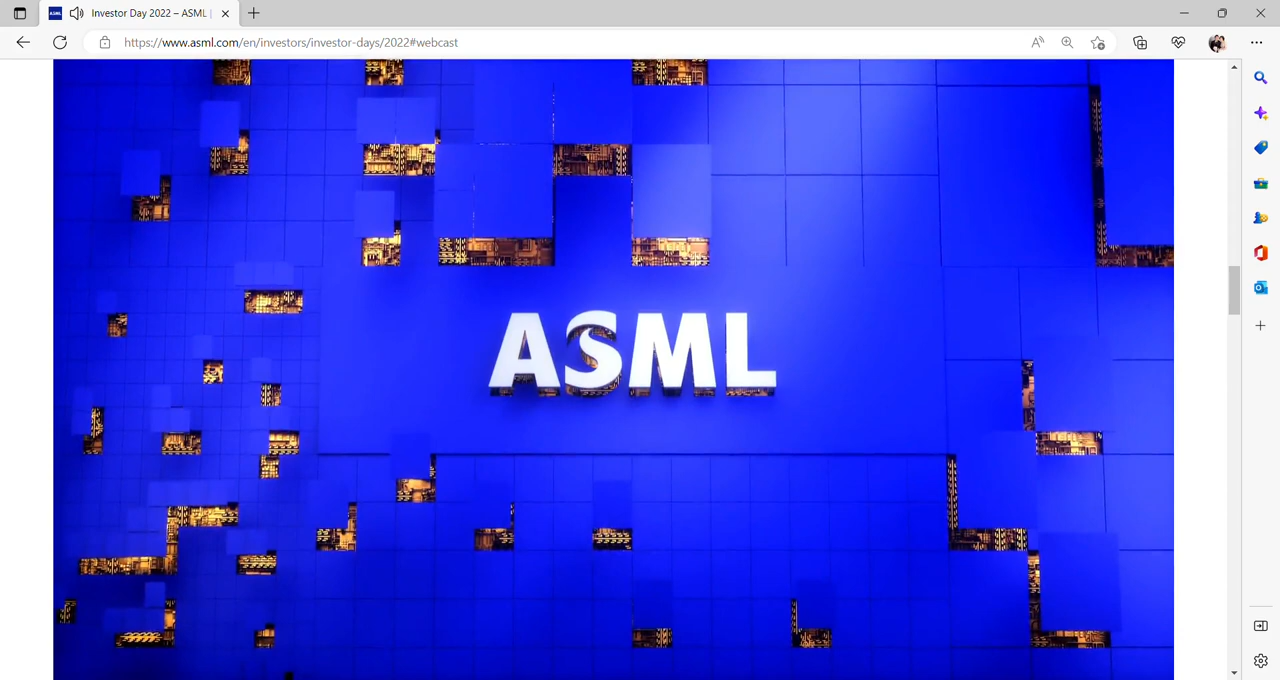 Investor Day 2022 – ASML |
https://www.asml.com/en/investors/investor-days/2022#webcast
ASML